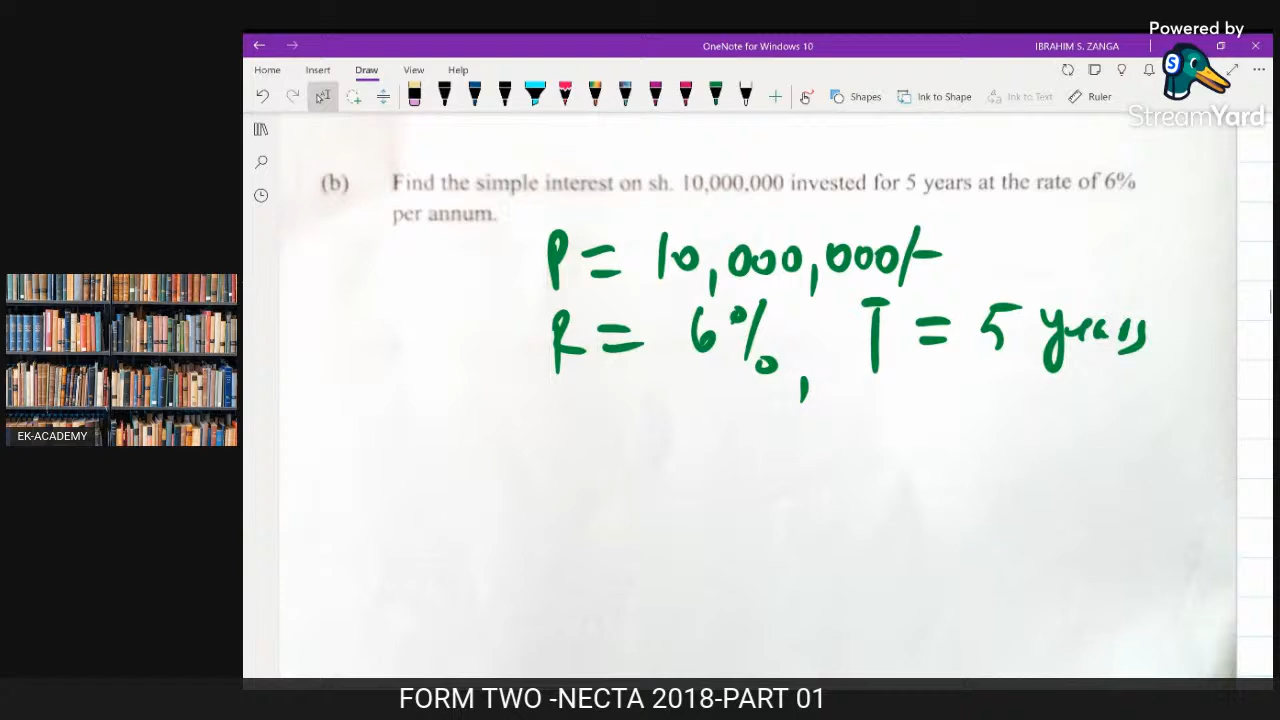 Powered by
StreamYard
OneNote for Windows 10
IBRAHIM S. ZANGA
Home Insert Draw View Help
Shapes Ink to Shape Ink to Text Ruler
(b) Find the simple interest on sh. 10,000,000 invested for 5 years at the rate of 6%
per annum.
P = 10,000,000/-
R = 6%, T = 5 years
EK-ACADEMY
FORM TWO -NECTA 2018-PART 01